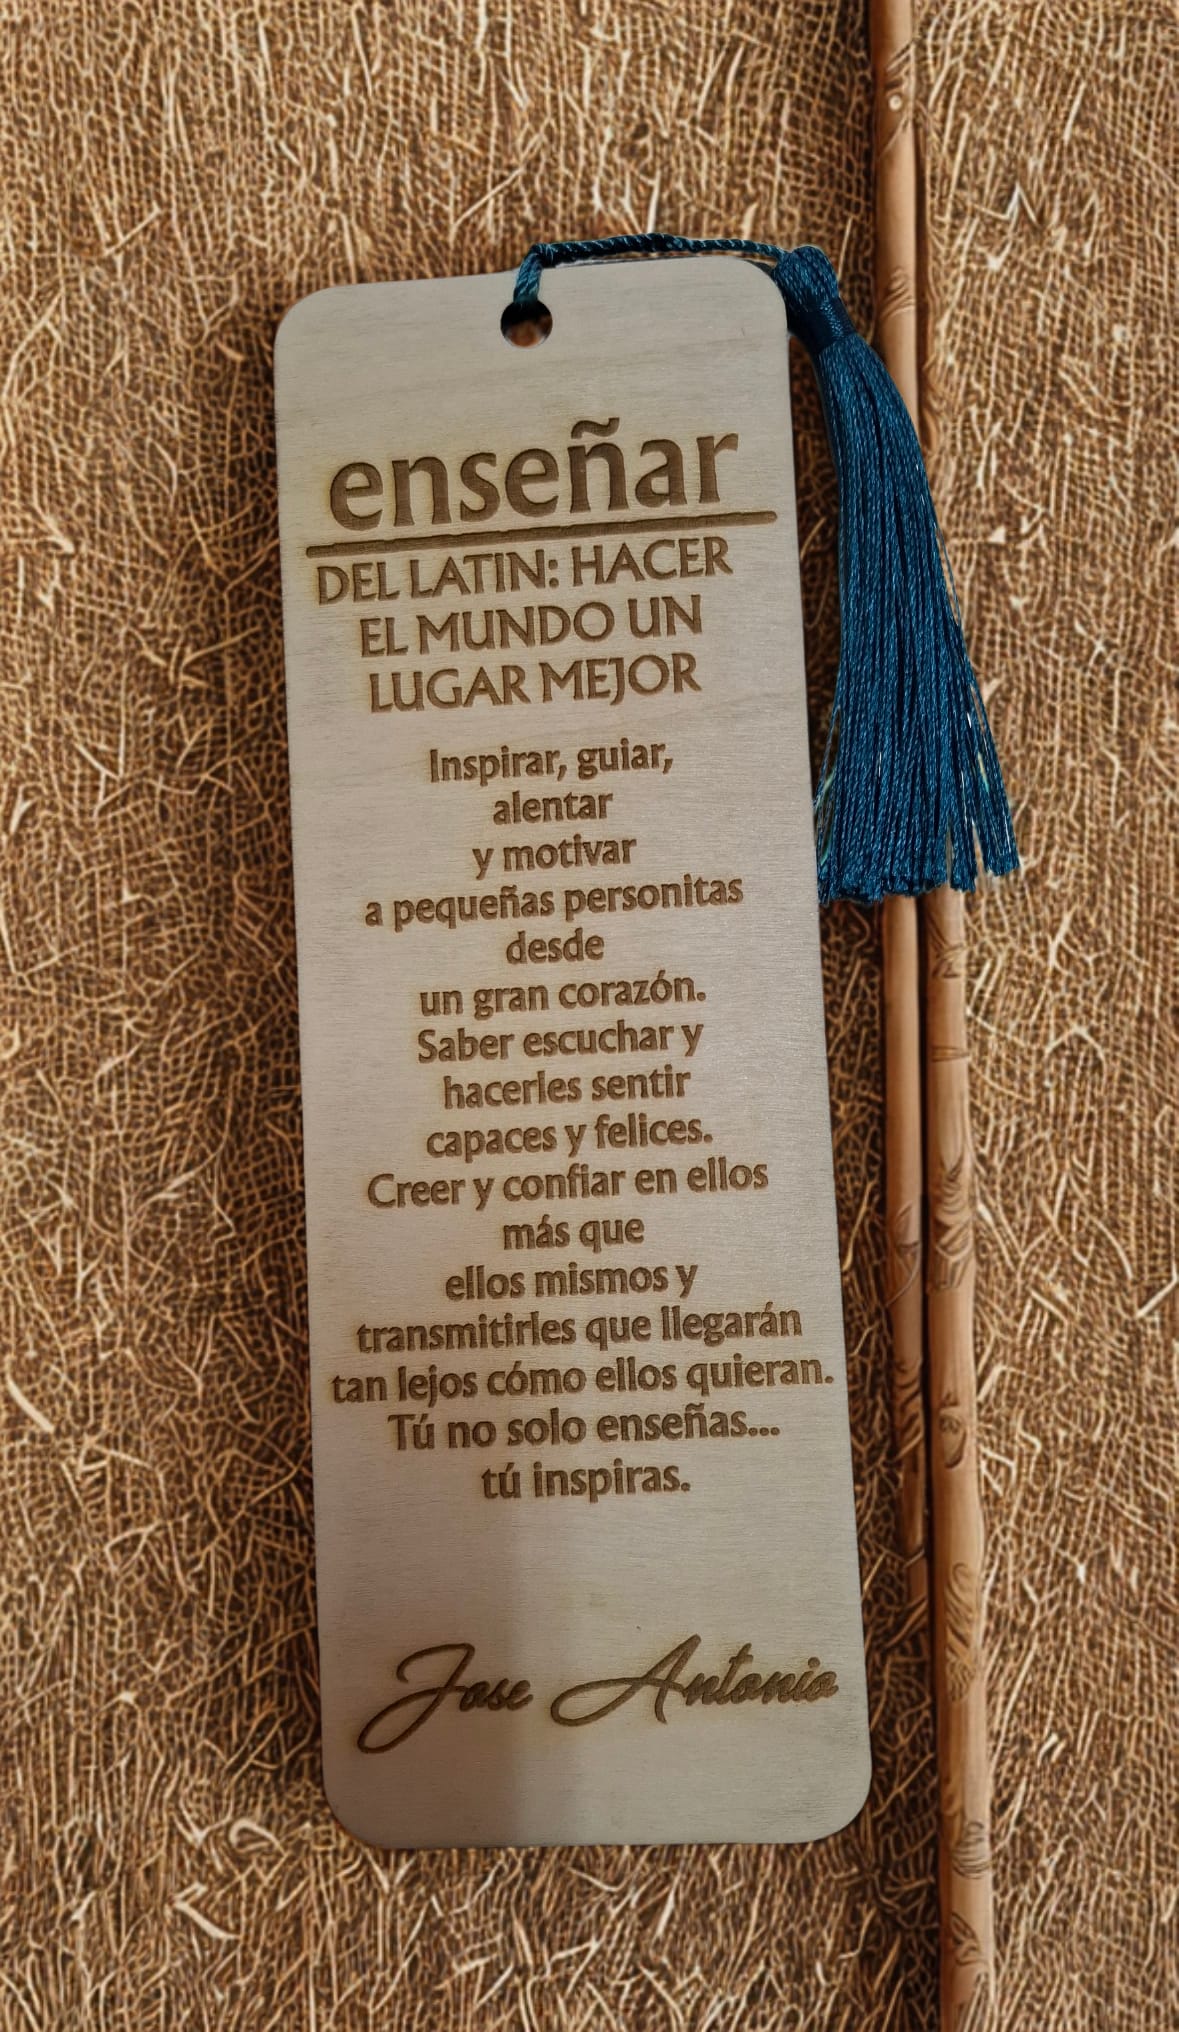 enseñar
DEL LATIN: HACER
EL MUNDO UN
LUGAR MEJOR
Inspirar, guiar,
alentar
y motivar
a pequeñas personitas
desde
un gran corazón.
Saber escuchar y
hacerles sentir
capaces y felices.
Creer y confiar en ellos
más que
ellos mismos y
transmitirles que llegarán
tan lejos cómo ellos quieran.
Tú no solo enseñas...
tú inspiras.
Jose Antonio